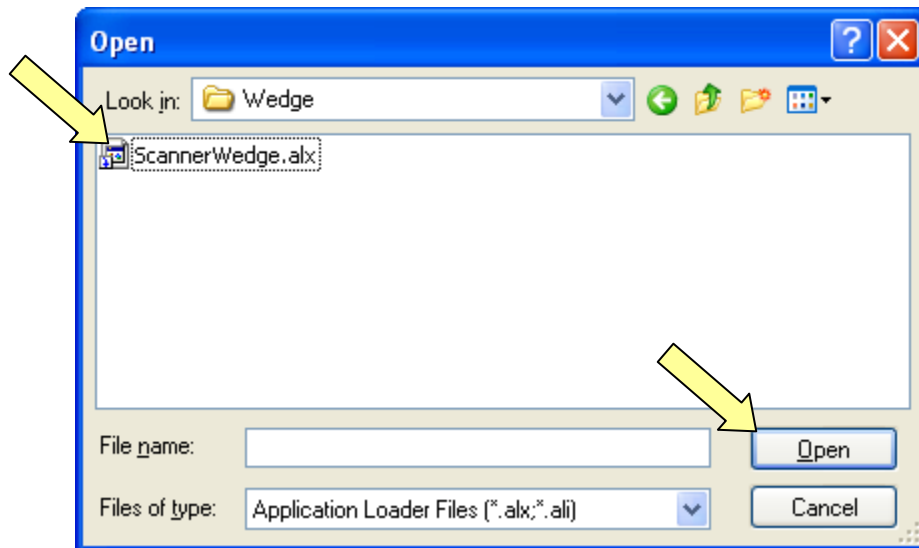 Open
Look in: Wedge
ScannerWedge.alx
File name: Open
Files of type: Application Loader Files (*.alx;*.ali) Cancel